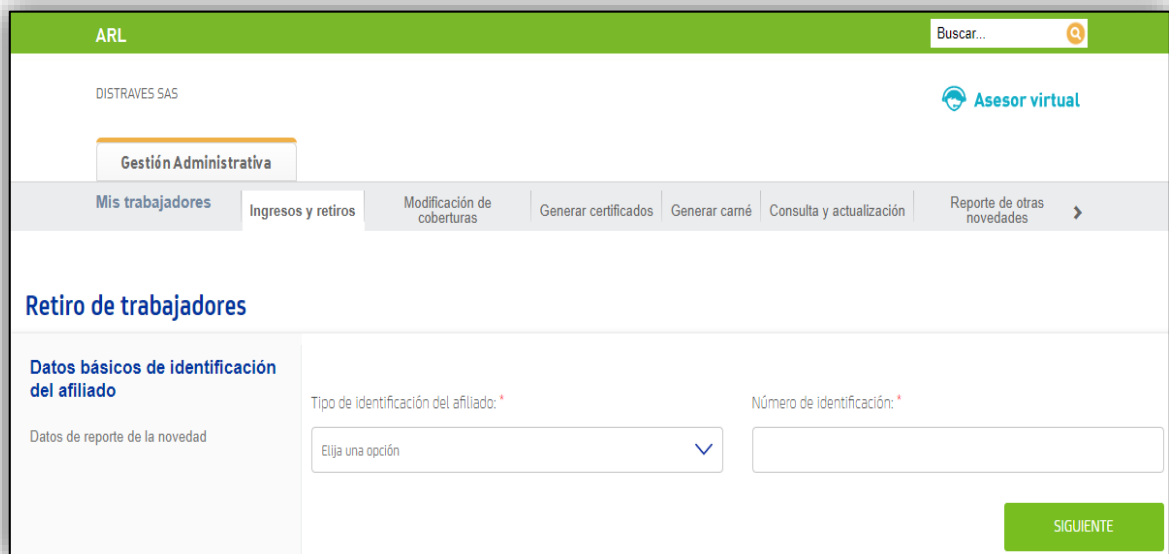 ARL
Buscar...
DISTRAVES SAS
Asesor virtual
Gestión Administrativa
Mis trabajadores
Ingresos y retiros
Modificación de
coberturas
Generar certificados
Generar carné
Consulta y actualización
Reporte de otras
novedades
Retiro de trabajadores
Datos básicos de identificación
del afiliado
Datos de reporte de la novedad
Tipo de identificación del afiliado: *
Elija una opción
Número de identificación: *
SIGUIENTE